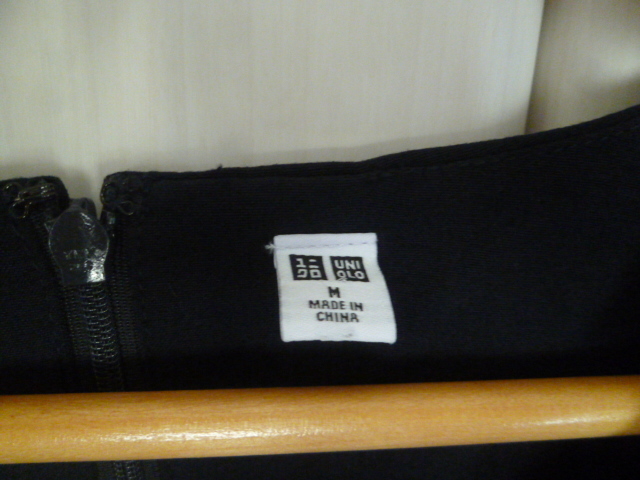 ユニ UNI
クロ QLO
M
MADE IN
CHINA